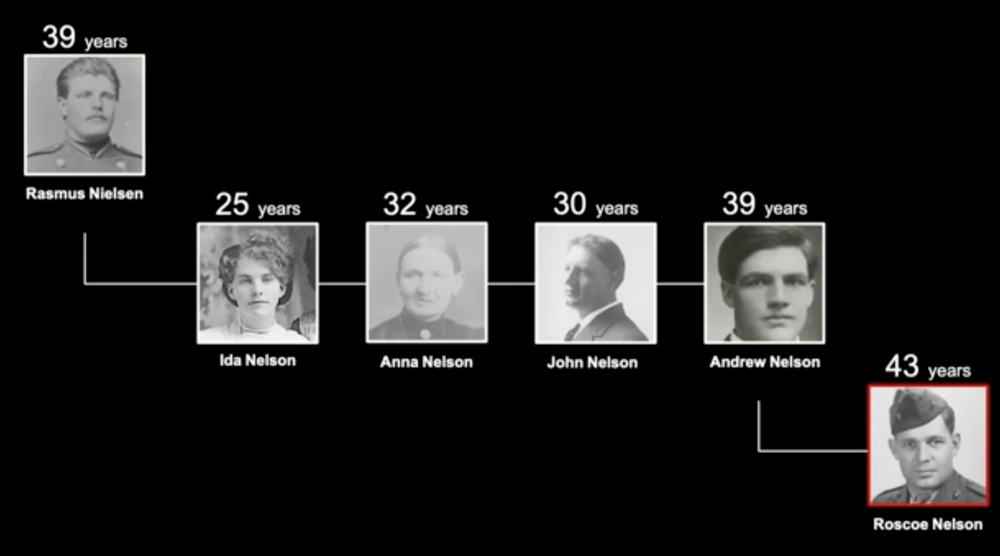 39 years
Rasmus Nielsen
25 years
Ida Nelson
32 years
Anna Nelson
30 years
John Nelson
39 years
Andrew Nelson
43 years
Roscoe Nelson